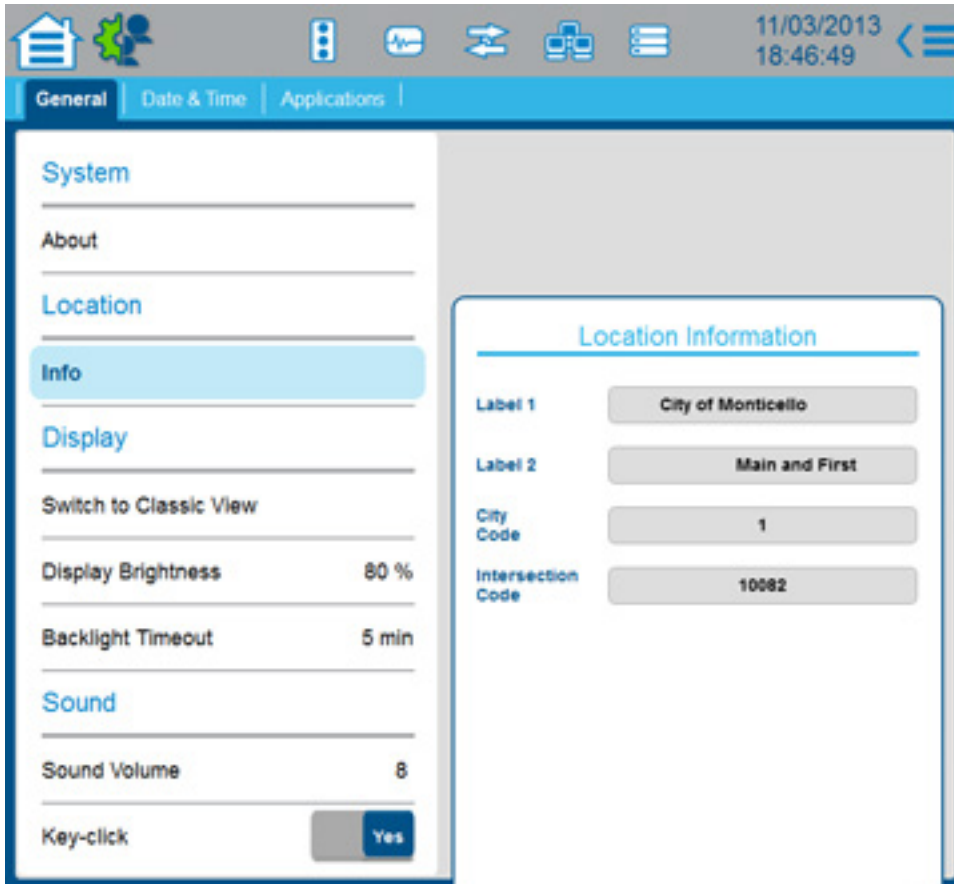 11/03/2013
18:46:49
General
Date & Time
Applications
System
About
Location
Info
Display
Switch to Classic View
Display Brightness 80 %
Backlight Timeout 5 min
Sound
Sound Volume 8
Key-click Yes
Location Information
Label 1 City of Monticello
Label 2 Main and First
City
Code 1
Intersection
Code 10082